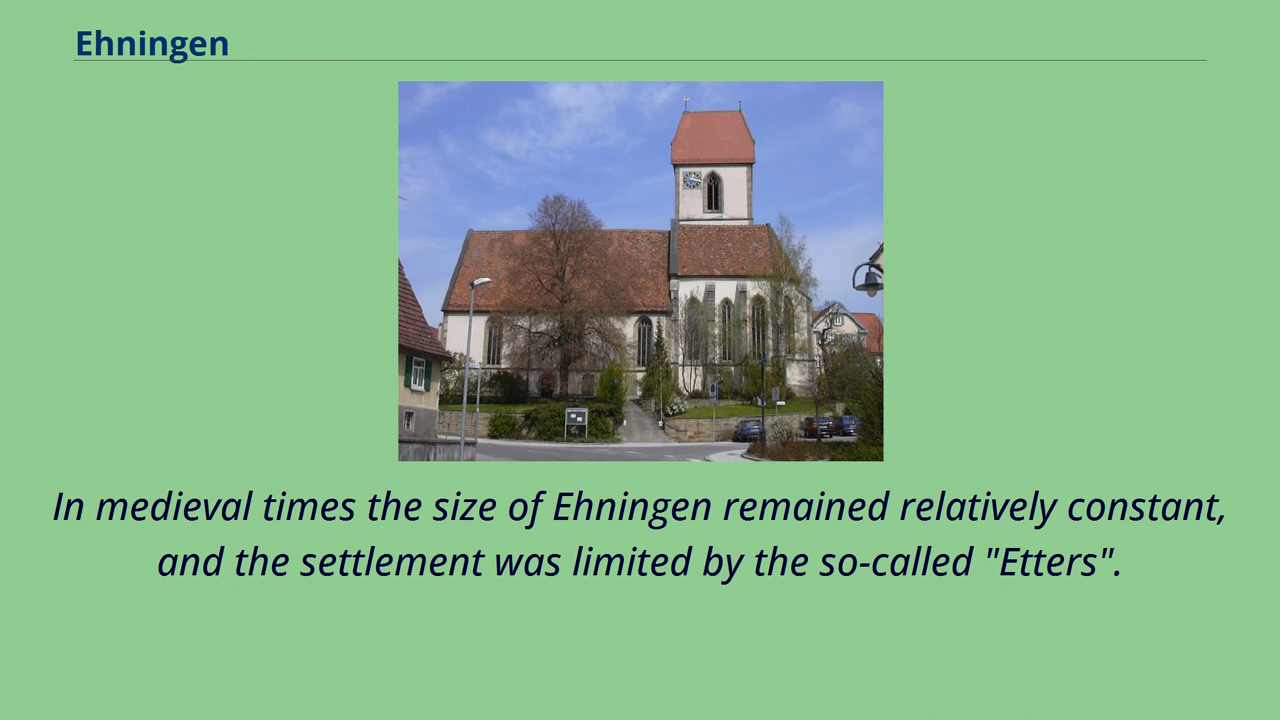 Ehningen
In medieval times the size of Ehningen remained relatively constant,
and the settlement was limited by the so-called "Etters".